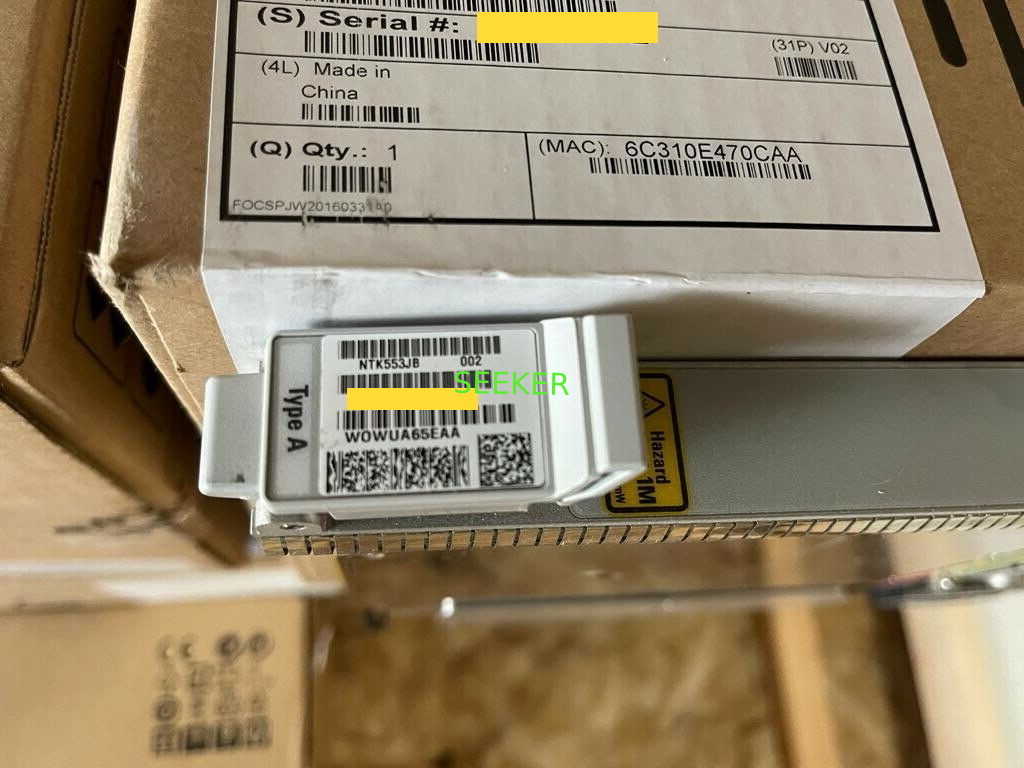 (S) Serial #:
(31P) V02
(4L) Made in
China
(Q) Qty.: 1
(MAC): 6C310E470CAA
NTK553JB 002
SEEKER
WOWUA65EAA
Type A
Hazard
1M